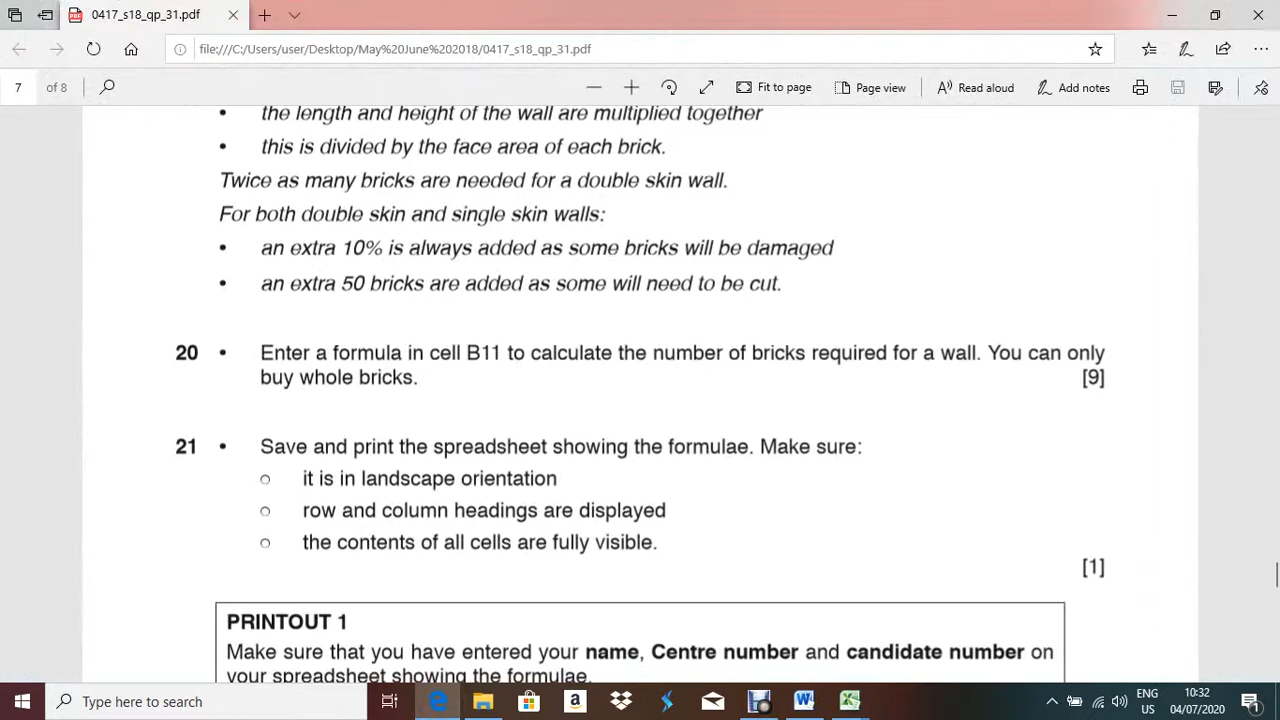 0417_s18_qp_31.pdf
file:///C:/Users/user/Desktop/May%20June%202018/0417_s18_qp_31.pdf
7 of 8 Fit to page Page view Read aloud Add notes
• the length and height of the wall are multiplied together
• this is divided by the face area of each brick.
Twice as many bricks are needed for a double skin wall.
For both double skin and single skin walls:
• an extra 10% is always added as some bricks will be damaged
• an extra 50 bricks are added as some will need to be cut.
20 • Enter a formula in cell B11 to calculate the number of bricks required for a wall. You can only
buy whole bricks. [9]
21 • Save and print the spreadsheet showing the formulae. Make sure:
○ it is in landscape orientation
○ row and column headings are displayed
○ the contents of all cells are fully visible.
[1]
PRINTOUT 1
Make sure that you have entered your name, Centre number and candidate number on
your spreadsheet showing the formulae.
Type here to search
ENG 10:32
US 04/07/2020